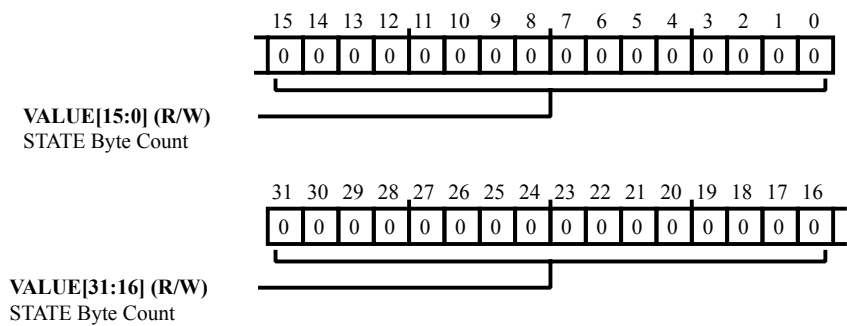 15 14 13 12 11 10 9 8 7 6 5 4 3 2 1 0
0 0 0 0 0 0 0 0 0 0 0 0 0 0 0 0
VALUE[15:0] (R/W)
STATE Byte Count
31 30 29 28 27 26 25 24 23 22 21 20 19 18 17 16
0 0 0 0 0 0 0 0 0 0 0 0 0 0 0 0
VALUE[31:16] (R/W)
STATE Byte Count